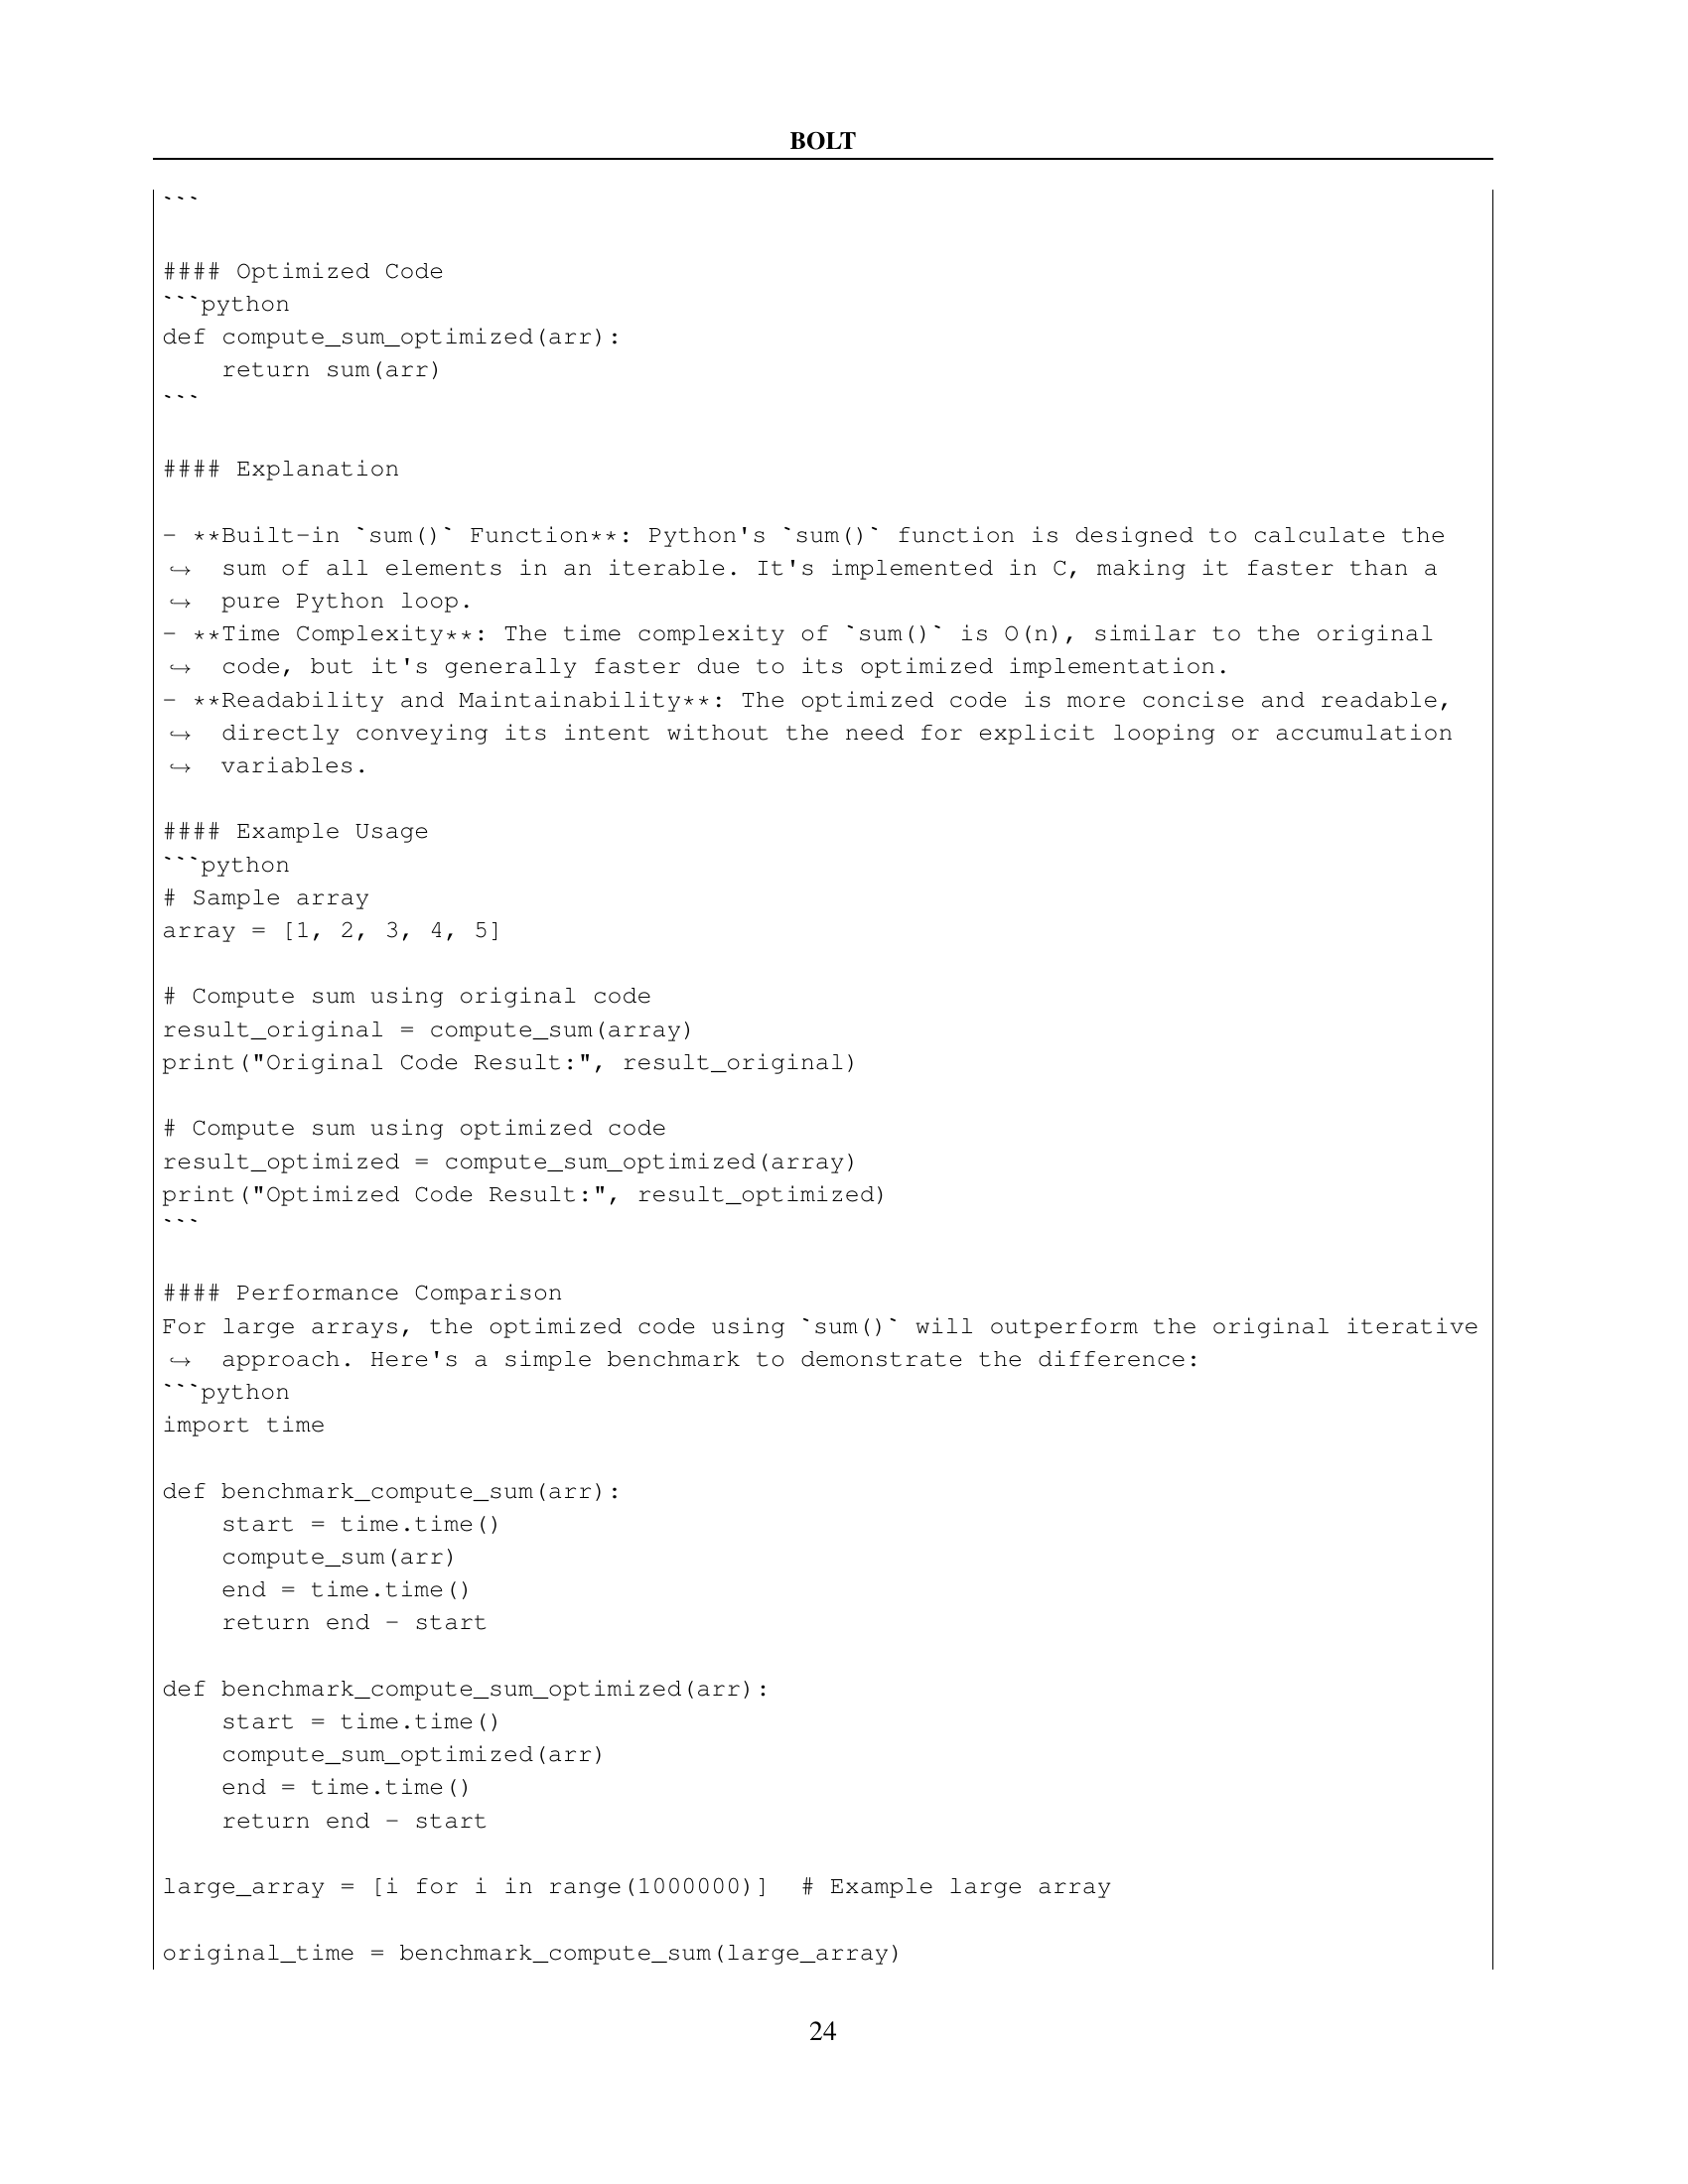 BOLT
```
#### Optimized Code
```python
def compute_sum_optimized(arr):
    return sum(arr)
```
#### Explanation
- **Built-in `sum()` Function**: Python's `sum()` function is designed to calculate the
↪  sum of all elements in an iterable. It's implemented in C, making it faster than a
↪  pure Python loop.
- **Time Complexity**: The time complexity of `sum()` is O(n), similar to the original
↪  code, but it's generally faster due to its optimized implementation.
- **Readability and Maintainability**: The optimized code is more concise and readable,
↪  directly conveying its intent without the need for explicit looping or accumulation
↪  variables.
#### Example Usage
```python
# Sample array
array = [1, 2, 3, 4, 5]
# Compute sum using original code
result_original = compute_sum(array)
print("Original Code Result:", result_original)
# Compute sum using optimized code
result_optimized = compute_sum_optimized(array)
print("Optimized Code Result:", result_optimized)
```
#### Performance Comparison
For large arrays, the optimized code using `sum()` will outperform the original iterative
↪  approach. Here's a simple benchmark to demonstrate the difference:
```python
import time
def benchmark_compute_sum(arr):
    start = time.time()
    compute_sum(arr)
    end = time.time()
    return end - start
def benchmark_compute_sum_optimized(arr):
    start = time.time()
    compute_sum_optimized(arr)
    end = time.time()
    return end - start
large_array = [i for i in range(1000000)]  # Example large array
original_time = benchmark_compute_sum(large_array)
24